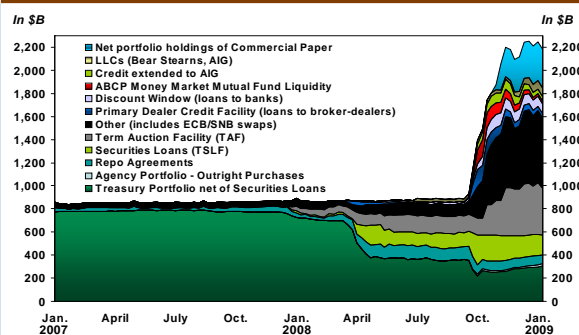 In $B In $B
2,200 2,200
2,000 2,000
1,800 1,800
1,600 1,600
1,400 1,400
1,200 1,200
1,000 1,000
800 800
600 600
400 400
200 200
0 0
Net portfolio holdings of Commercial Paper
LLCs (Bear Stearns, AIG)
Credit extended to AIG
ABCP Money Market Mutual Fund Liquidity
Discount Window (loans to banks)
Primary Dealer Credit Facility (loans to broker-dealers)
Other (includes ECB/SNB swaps)
Term Auction Facility (TAF)
Securities Loans (TSLF)
Repo Agreements
Agency Portfolio - Outright Purchases
Treasury Portfolio net of Securities Loans
Jan. April July Oct. Jan. April July Oct. Jan.
2007 2008 2009